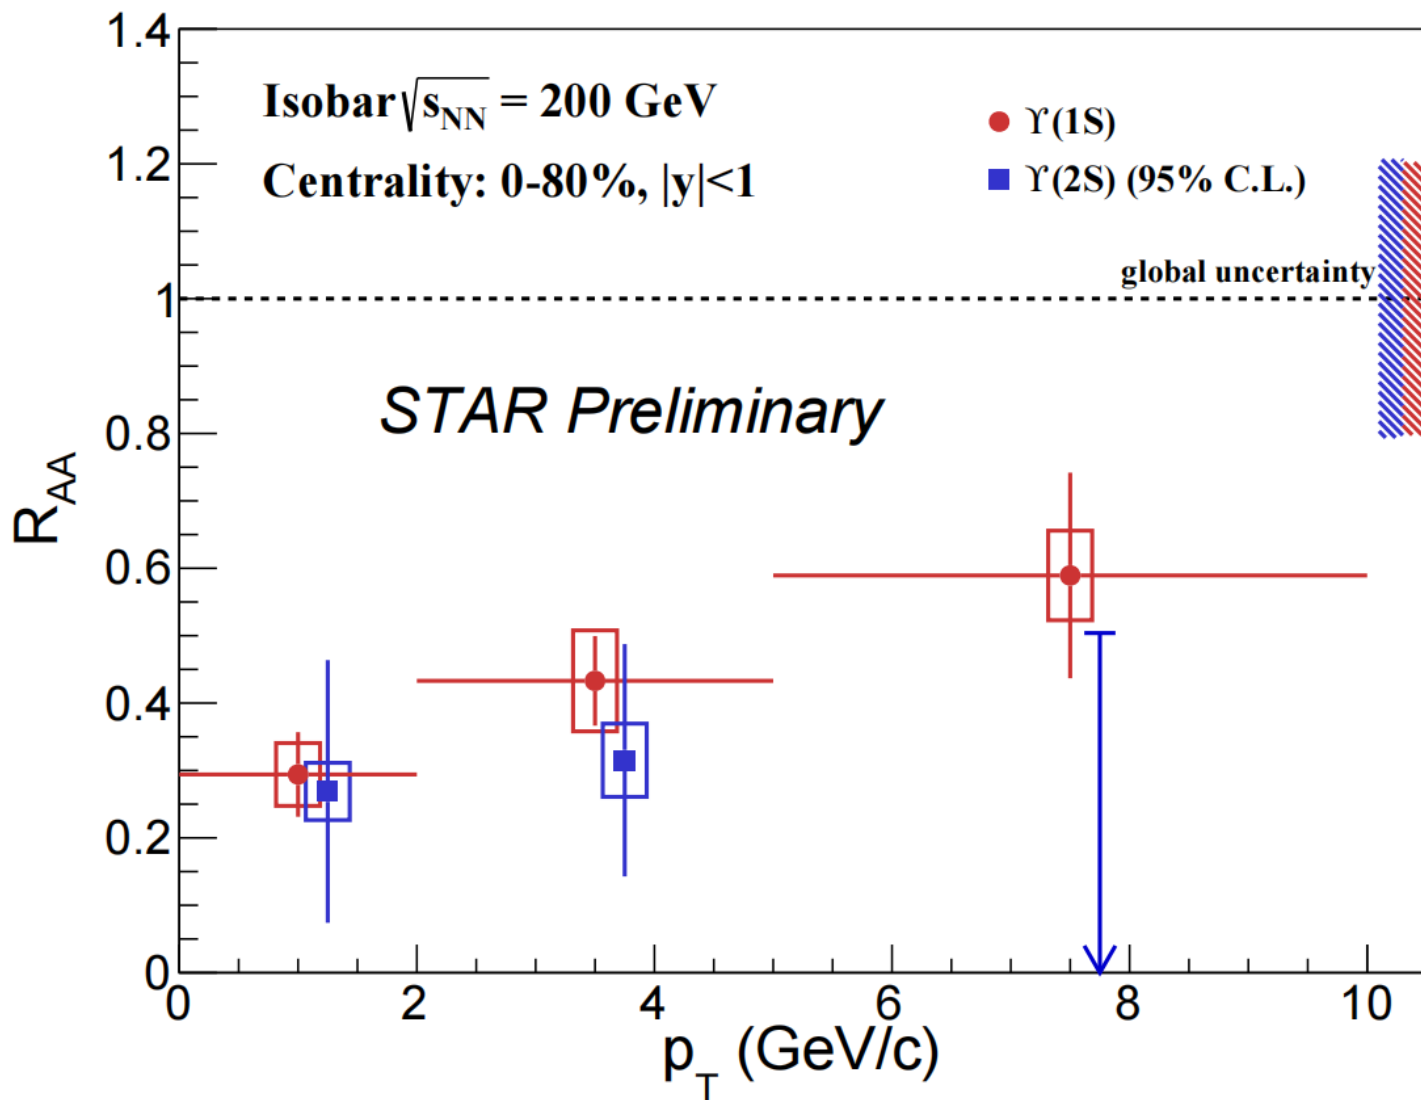 Isobar √sNN = 200 GeV
Centrality: 0-80%, |y|<1
ϒ(1S)
ϒ(2S) (95% C.L.)
global uncertainty
STAR Preliminary
RAA
1.4
1.2
1
0.8
0.6
0.4
0.2
0
0 2 4 6 8 10
pT (GeV/c)